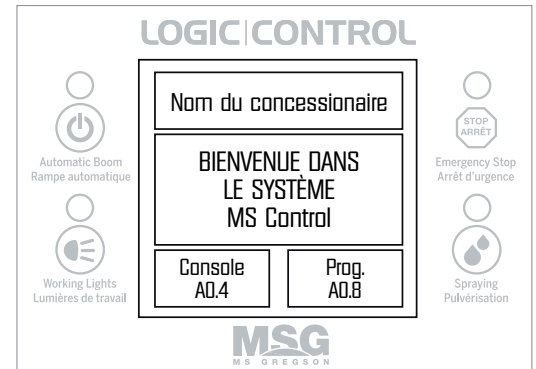 LOGIC|CONTROL
Automatic Boom
Rampe automatique
Working Lights
Lumières de travail
Nom du concessionaire
BIENVENUE DANS
LE SYSTÈME
MS Control
Console
A0.4
Prog.
A0.8
STOP
ARRÊT
Emergency Stop
Arrêt d'urgence
Spraying
Pulvérisation
MSG
MS GREGSON